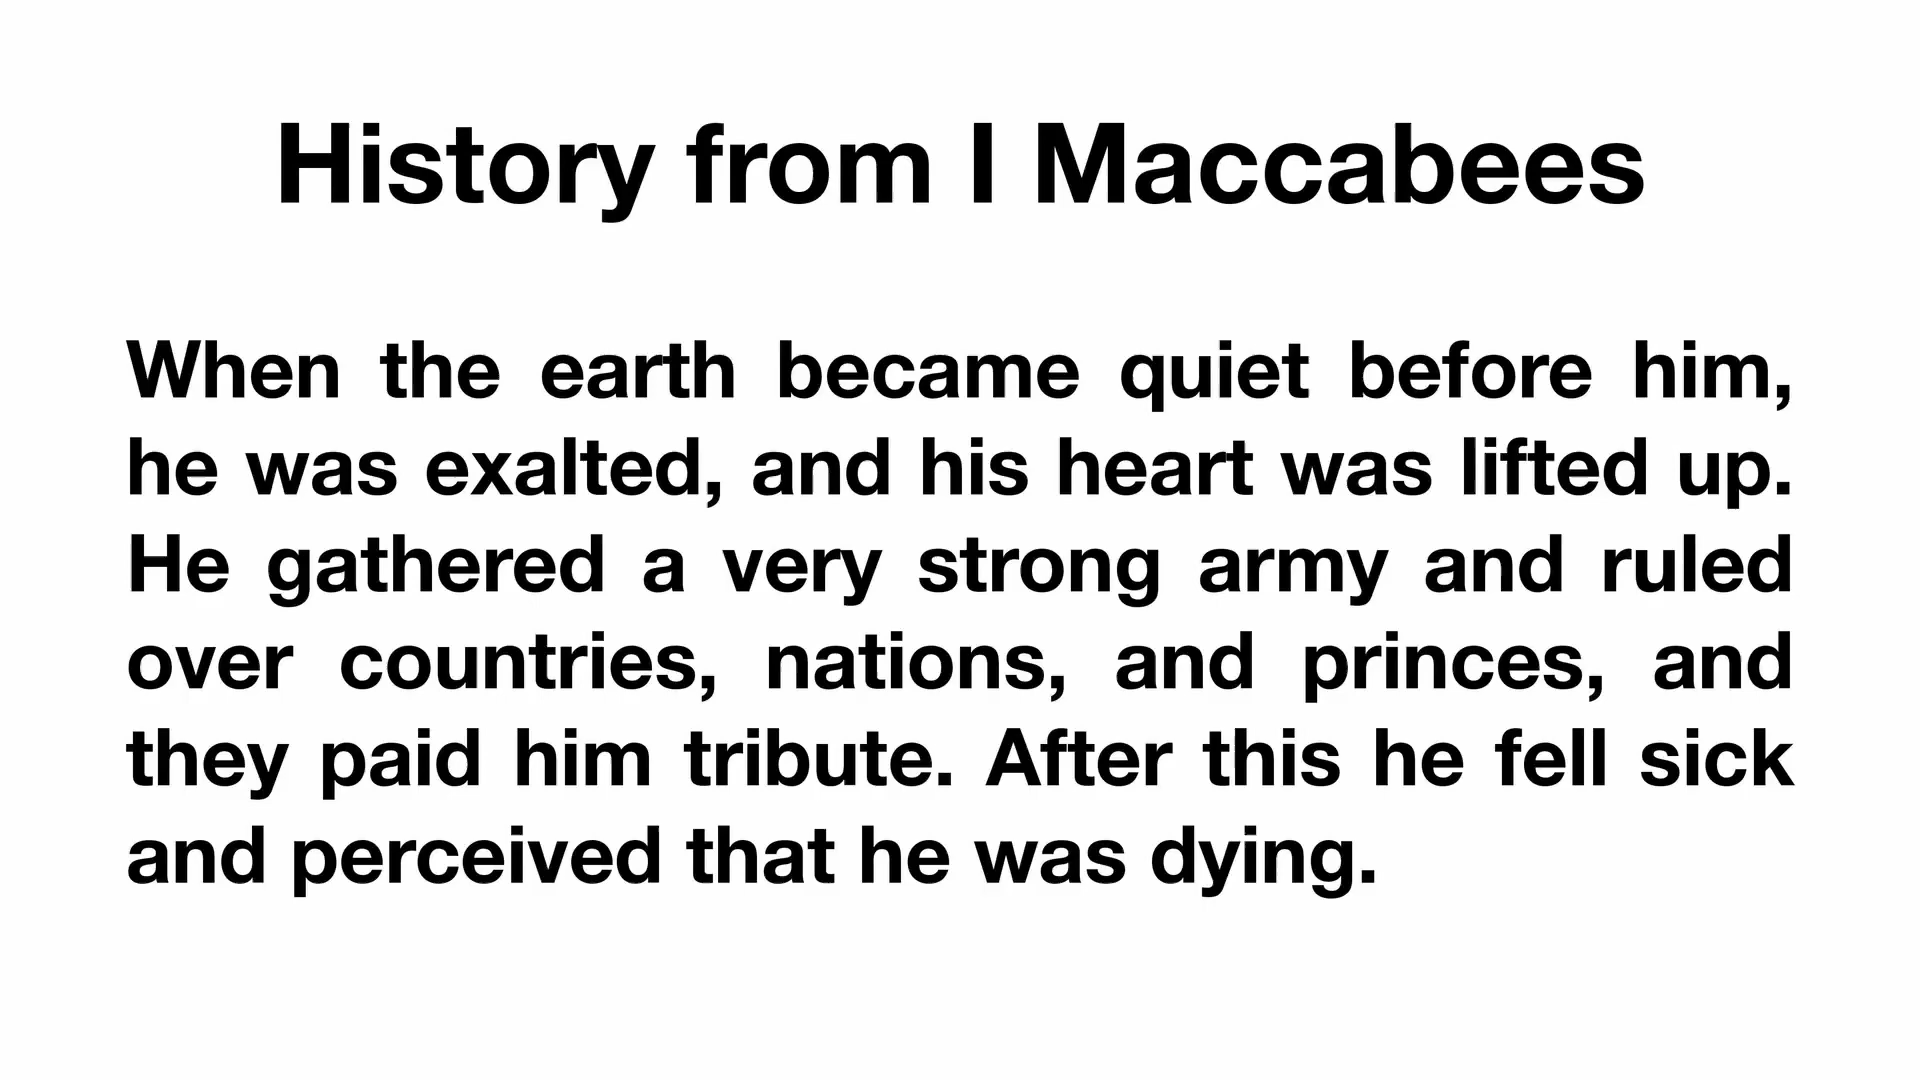 History from I Maccabees
When the earth became quiet before him,
he was exalted, and his heart was lifted up.
He gathered a very strong army and ruled
over countries, nations, and princes, and
they paid him tribute. After this he fell sick
and perceived that he was dying.